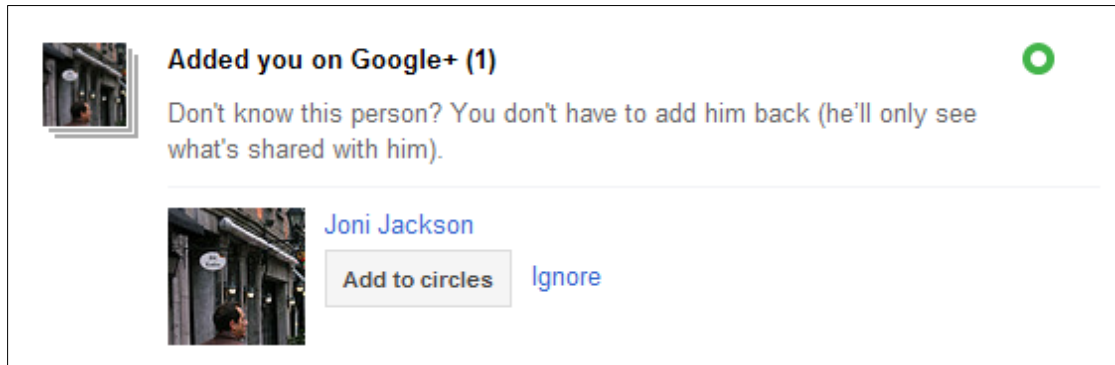 Added you on Google+ (1)
Don't know this person? You don't have to add him back (he’ll only see
what's shared with him).
Joni Jackson
Add to circles
Ignore